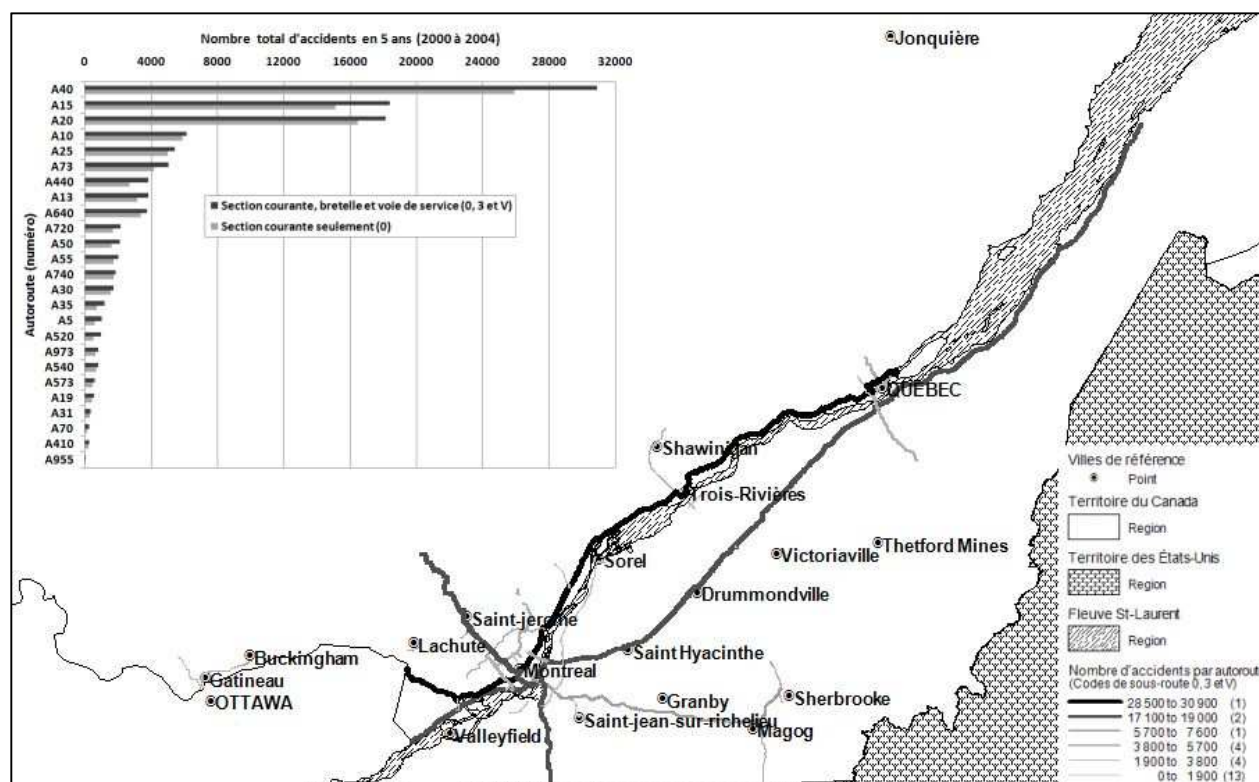 Nombre total d'accidents en 5 ans (2000 à 2004)
0 4000 8000 12000 16000 20000 24000 28000 32000
Autoroute (numéro)
A40
A15
A20
A10
A25
A73
A440
A13
A640
A720
A50
A55
A740
A30
A35
A5
A520
A973
A540
A573
A19
A31
A70
A410
A955
Section courante, bretelle et voie de service (0, 3 et V)
Section courante seulement (0)
Jonquière
QUEBEC
Shawinigan
Trois-Rivières
Sorel
Victoriaville
Thetford Mines
Drummondville
Saint-jerome
Lachute
Buckingham
Gatineau
OTTAWA
Montreal
Saint Hyacinthe
Granby
Sherbrooke
Saint-jean-sur-richelieu
Magog
Valleyfield
Villes de référence
Point
Territoire du Canada
Region
Territoire des États-Unis
Region
Fleuve St-Laurent
Region
Nombre d'accidents par autorout
(Codes de sous-route 0, 3 et V)
28 500 to 30 900 (1)
17 100 to 19 000 (2)
5 700 to 7 600 (1)
3 800 to 5 700 (4)
1 900 to 3 800 (4)
0 to 1 900 (13)